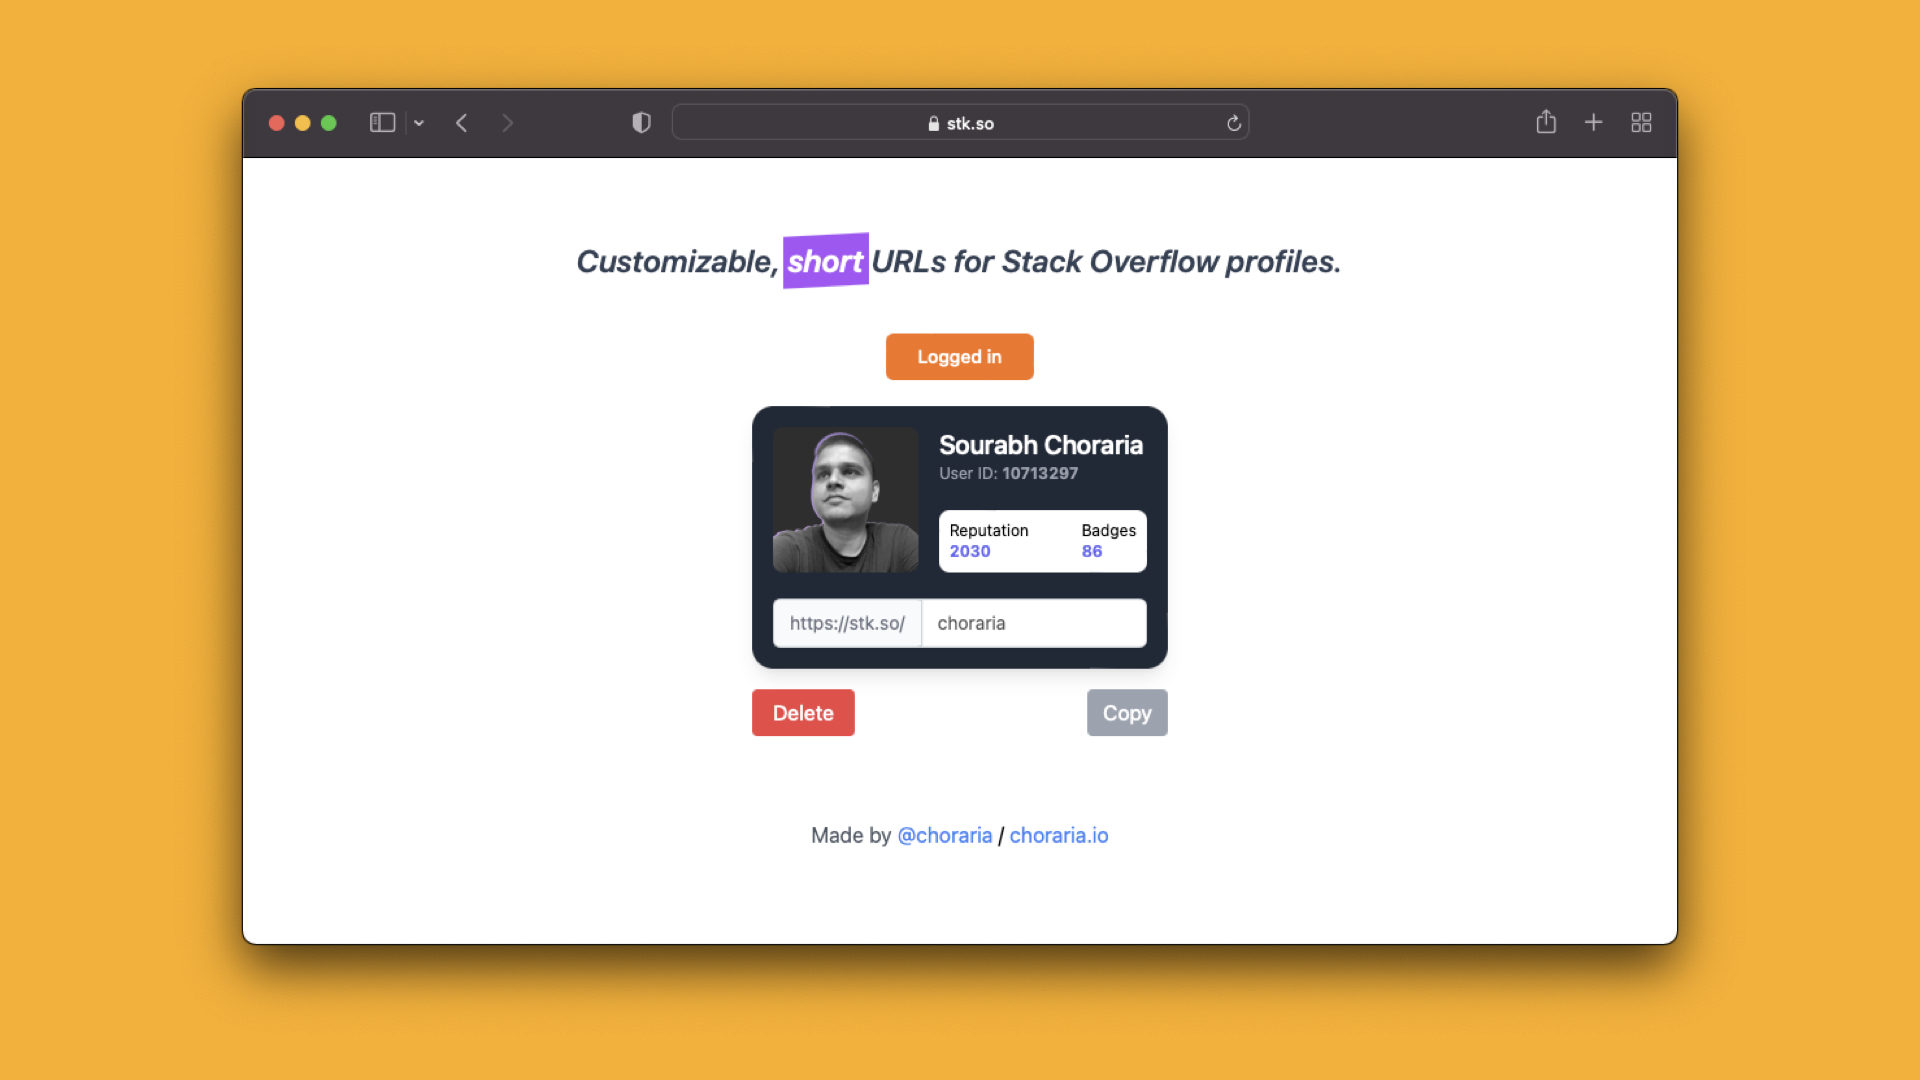 stk.so
Customizable, short URLs for Stack Overflow profiles.
Logged in
Sourabh Choraria
User ID: 10713297
Reputation Badges
2030 86
https://stk.so/ choraria
Delete Copy
Made by @choraria / choraria.io